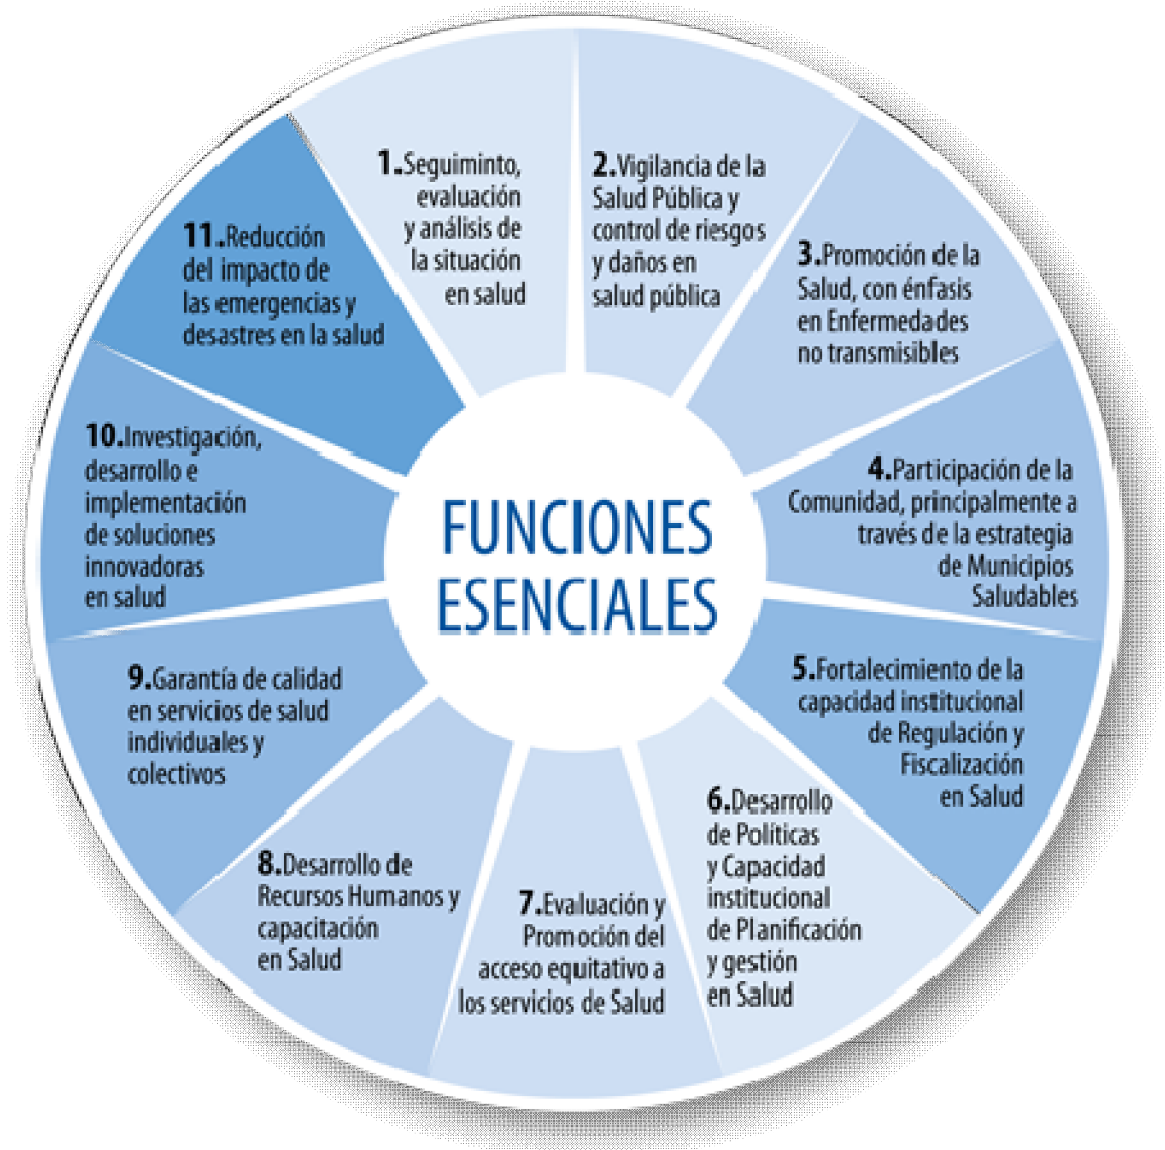 FUNCIONES
ESENCIALES
1.Seguiminto,
evaluación
y análisis de
la situación
en salud
2.Vigilancia de la
Salud Pública y
control de riesgos
y daños en
salud pública
3.Promoción de la
Salud, con énfasis
en Enfermedades
no transmisibles
4.Participación de la
Comunidad, principalmente a
través de la estrategia
de Municipios
Saludables
5.Fortalecimiento de la
capacidad institucional
de Regulación y
Fiscalización
en Salud
6.Desarrollo
de Políticas
y Capacidad
institucional
de Planificación
y gestión
en Salud
7.Evaluación y
Promoción del
acceso equitativo a
los servicios de Salud
8.Desarrollo de
Recursos Humanos y
capacitación
en Salud
9.Garantía de calidad
en servicios de salud
individuales y
colectivos
10.Investigación,
desarrollo e
implementación
de soluciones
innovadoras
en salud
11.Reducción
del impacto de
las emergencias y
desastres en la salud